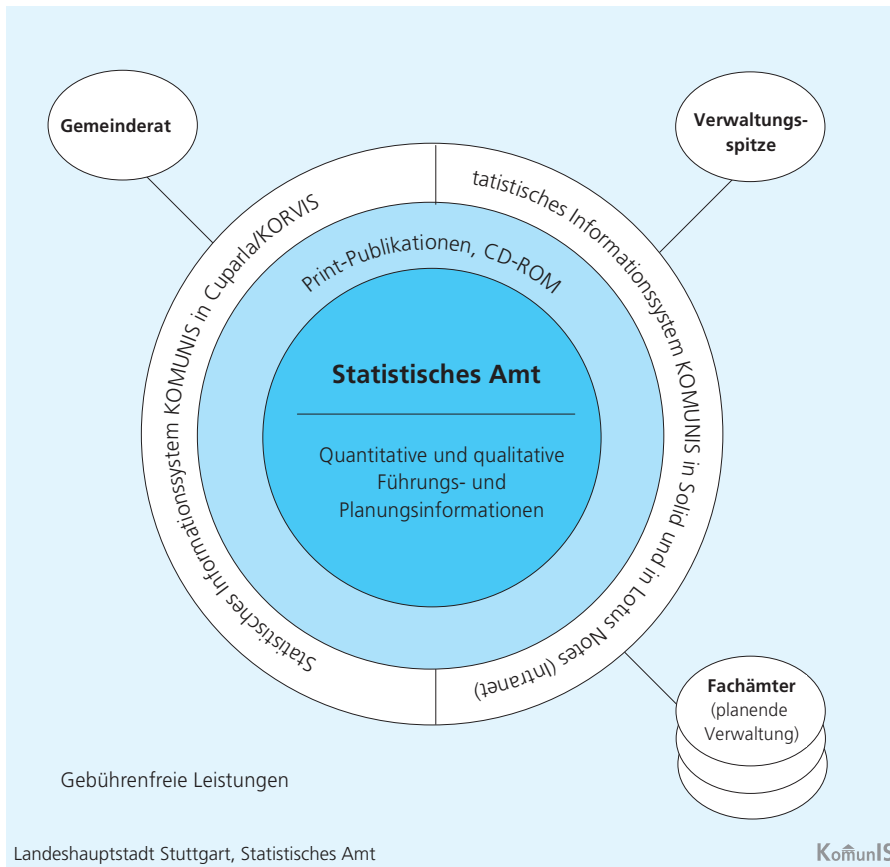 Gemeinderat
Verwaltungs-
spitze
Statistisches Informationssystem KOMUNIS in Cuparla/KORVIS
tatistisches Informationssystem KOMUNIS in Solid und in Lotus Notes (Intranet)
Print-Publikationen, CD-ROM
Statistisches Amt
Quantitative und qualitative
Führungs- und
Planungsinformationen
Fachämter
(planende
Verwaltung)
Gebührenfreie Leistungen
Landeshauptstadt Stuttgart, Statistisches Amt
KomunIS